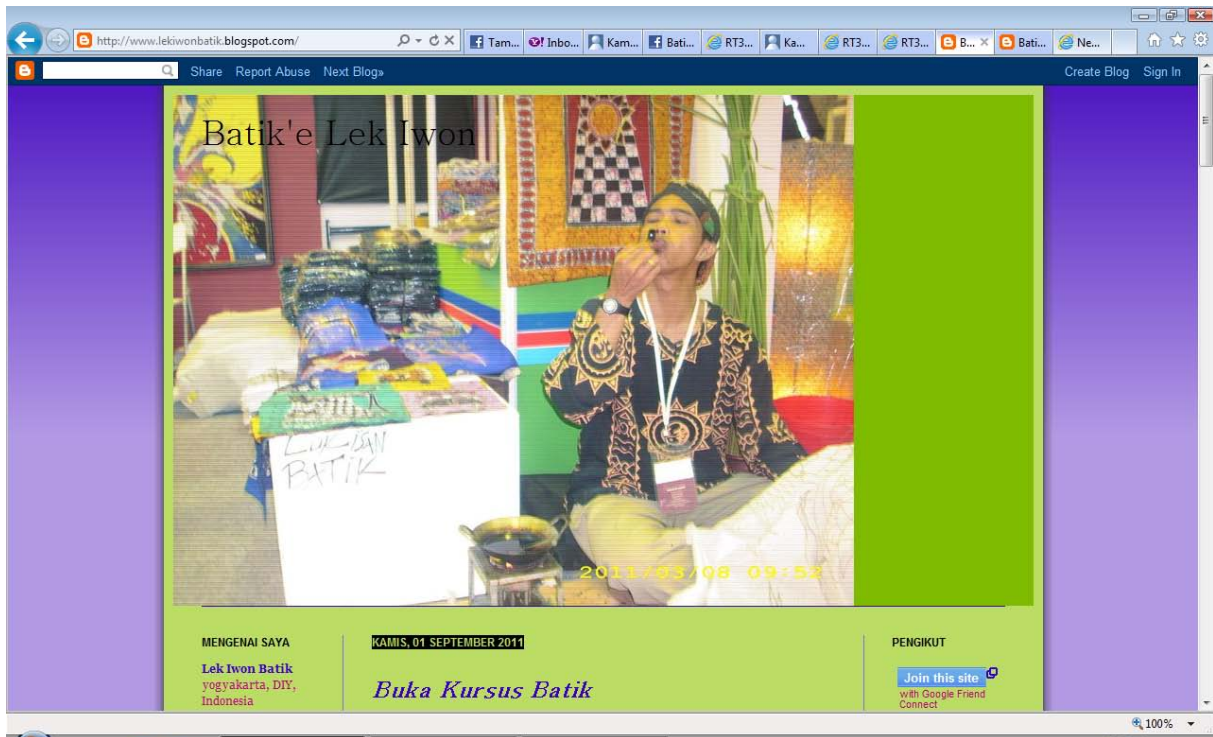 http://www.lekiwonbatik.blogspot.com/
Tam...
Inbo...
Kam...
Bati...
RT3...
Ka...
RT3...
RT3...
B...
Bati...
Ne...
Share Report Abuse Next Blog»
Create Blog Sign In
Batik'e Lek Iwon
BATIK
2011/03/08 09:52
MENGENAI SAYA
Lek Iwon Batik
yogyakarta, DIY,
Indonesia
KAMIS, 01 SEPTEMBER 2011
Buka Kursus Batik
PENGIKUT
Join this site
with Google Friend
Connect
100%